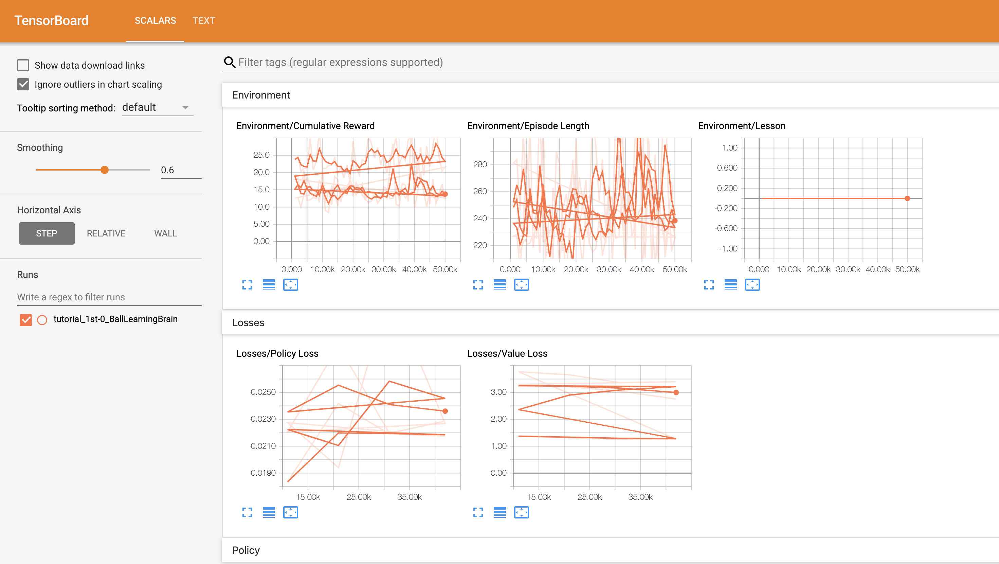 TensorBoard SCALARS TEXT
Show data download links
Ignore outliers in chart scaling
Tooltip sorting method: default
Smoothing
0.6
Horizontal Axis
STEP RELATIVE WALL
Runs
Write a regex to filter runs
tutorial_1st-0_BallLearningBrain
Filter tags (regular expressions supported)
Environment
Environment/Cumulative Reward
25.0
20.0
15.0
10.0
5.00
0.00
0.000 10.00k 20.00k 30.00k 40.00k 50.00k
Environment/Episode Length
280
260
240
220
0.000 10.00k 20.00k 30.00k 40.00k 50.00k
Environment/Lesson
1.00
0.600
0.200
-0.200
-0.600
-1.00
0.000 10.00k 20.00k 30.00k 40.00k 50.00k
Losses
Losses/Policy Loss
0.0250
0.0230
0.0210
0.0190
15.00k 25.00k 35.00k
Losses/Value Loss
3.00
2.00
1.00
0.00
15.00k 25.00k 35.00k
Policy